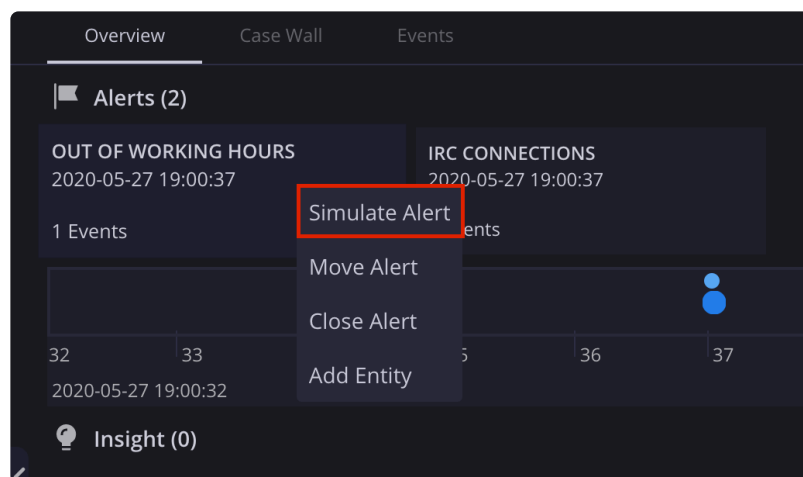 Overview Case Wall Events
Alerts (2)
OUT OF WORKING HOURS
2020-05-27 19:00:37
1 Events
IRC CONNECTIONS
2020-05-27 19:00:37
ents
Simulate Alert
Move Alert
Close Alert
Add Entity
32 33 36 37
2020-05-27 19:00:32
Insight (0)